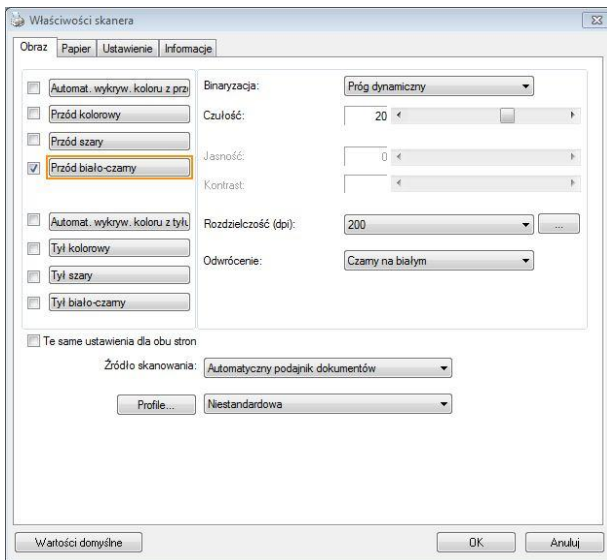 Właściwości skanera
Obraz Papier Ustawienie Informacje
Automat. wykryw. koloru z prze
Przód kolorowy
Przód szary
Przód biało-czarny
Automat. wykryw. koloru z tyłu
Tył kolorowy
Tył szary
Tył biało-czarny
Binaryzacja: Próg dynamiczny
Czułość: 20
Jasność: 0
Kontrast:
Rozdzielczość (dpi): 200 ...
Odwrócenie: Czarny na białym
Te same ustawienia dla obu stron
Źródło skanowania: Automatyczny podajnik dokumentów
Profile... Niestandardowa
Wartości domyślne OK Anuluj